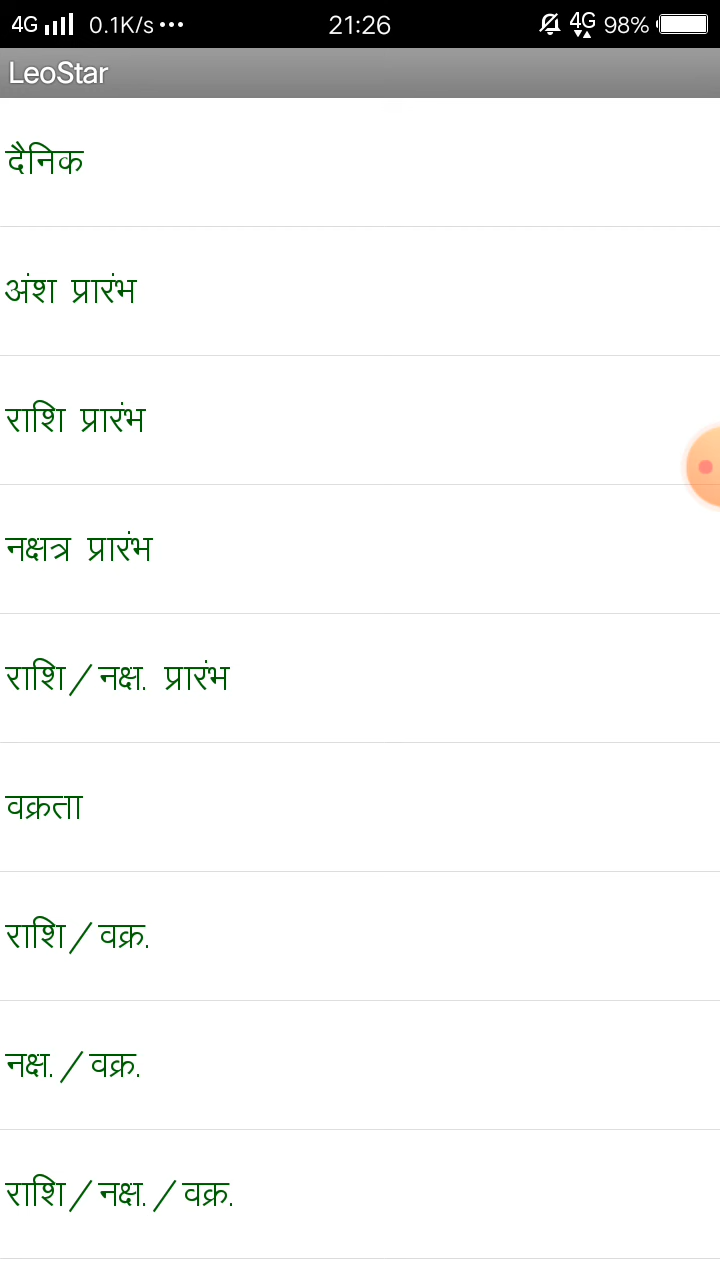 4G 0.1K/s ••• 21:26 4G 98%
LeoStar
दैनिक
अंश प्रारंभ
राशि प्रारंभ
नक्षत्र प्रारंभ
राशि/नक्ष. प्रारंभ
वक्रता
राशि/वक्र.
नक्ष./वक्र.
राशि/नक्ष./वक्र.